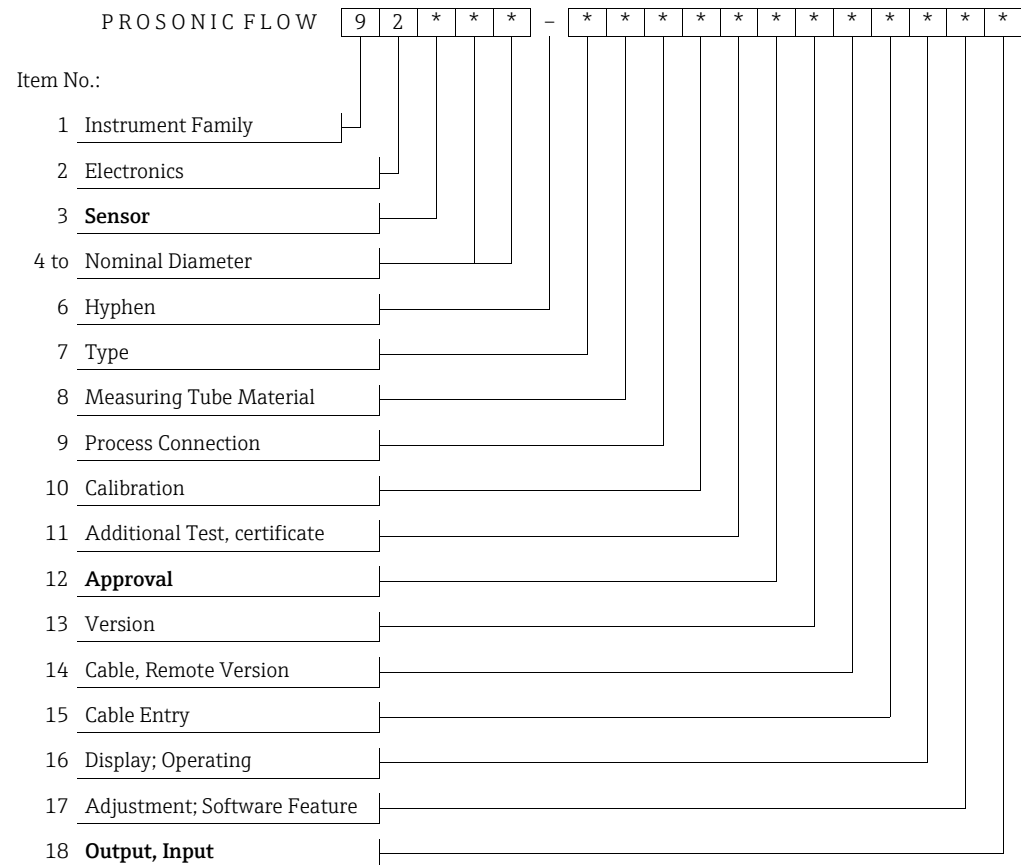 PROSONIC FLOW 9 2 * * * – * * * * * * * * * * * *
Item No.:
1 Instrument Family
2 Electronics
3 Sensor
4 to Nominal Diameter
6 Hyphen
7 Type
8 Measuring Tube Material
9 Process Connection
10 Calibration
11 Additional Test, certificate
12 Approval
13 Version
14 Cable, Remote Version
15 Cable Entry
16 Display; Operating
17 Adjustment; Software Feature
18 Output, Input